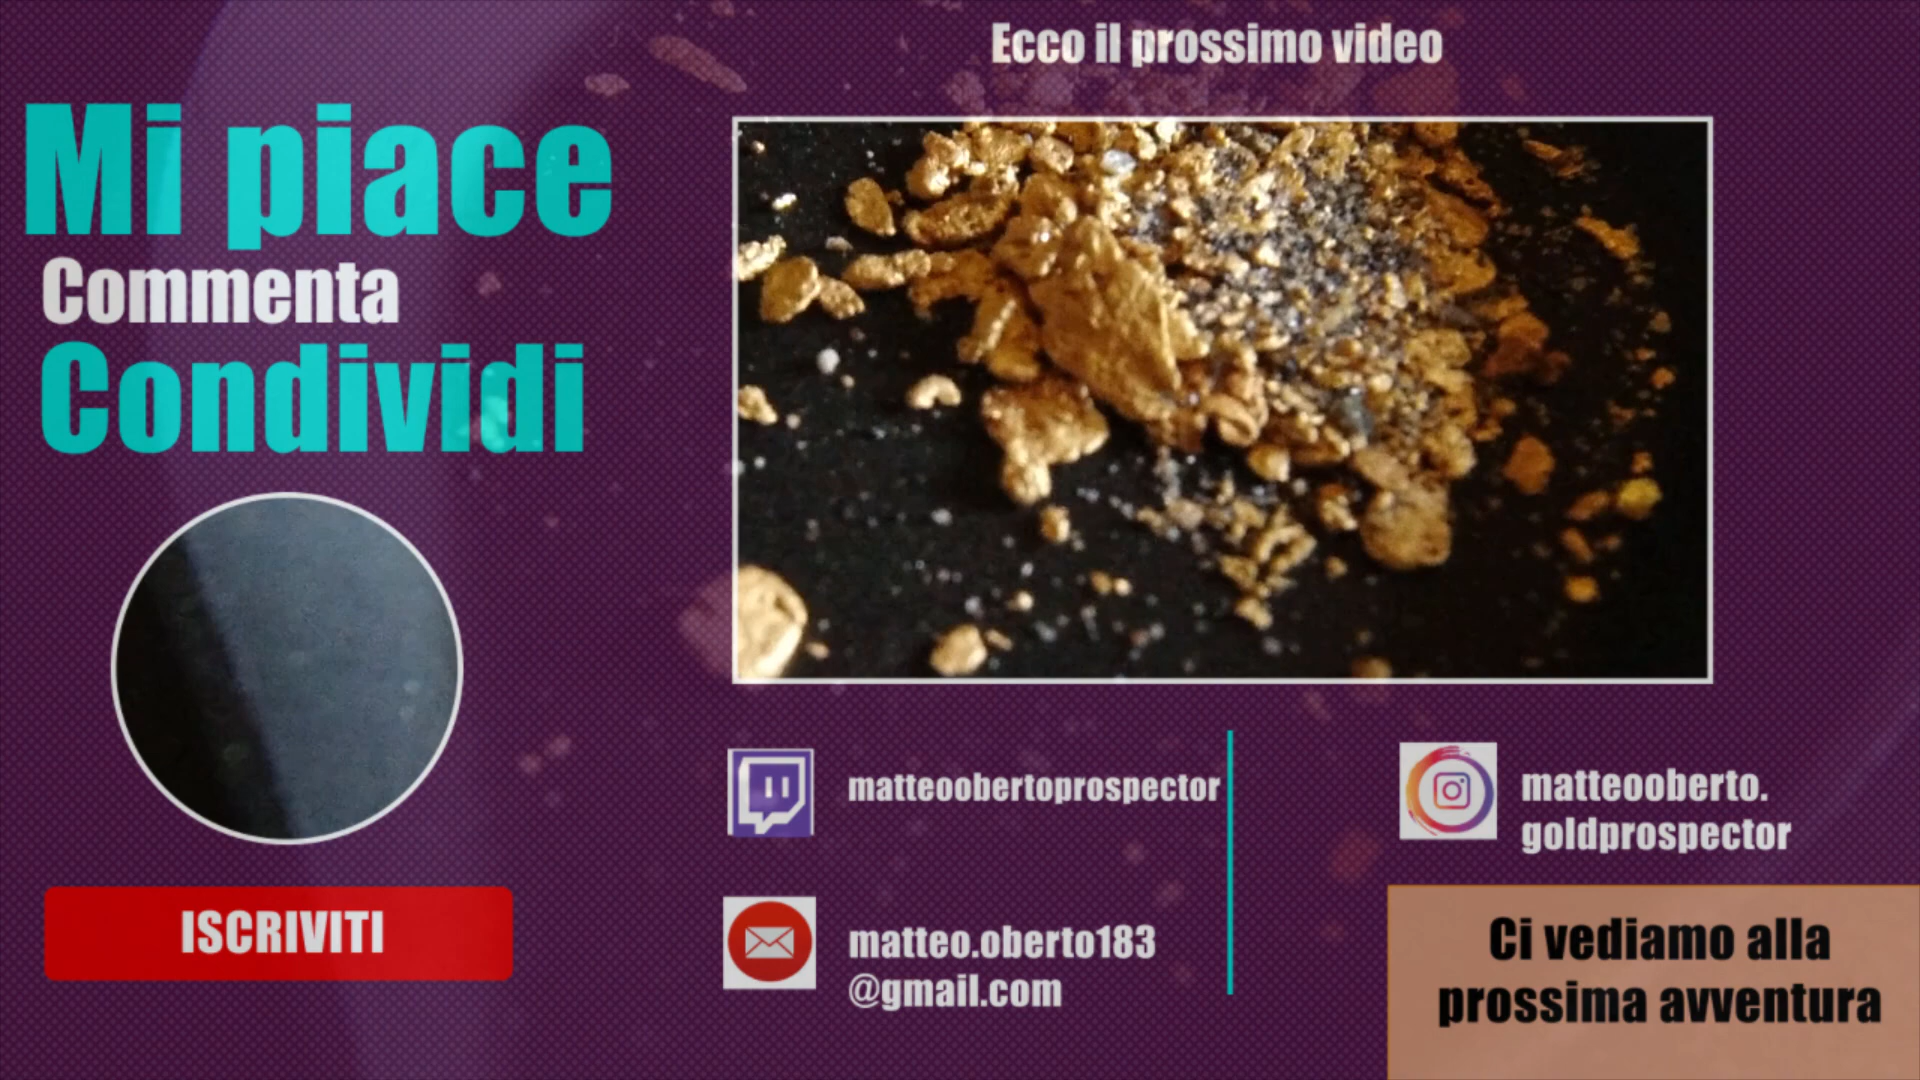 Ecco il prossimo video
Mi piace
Commenta
Condividi
ISCRIVITI
matteoobertoprospector
matteo.oberto183
@gmail.com
matteooberto.
goldprospector
Ci vediamo alla
prossima avventura